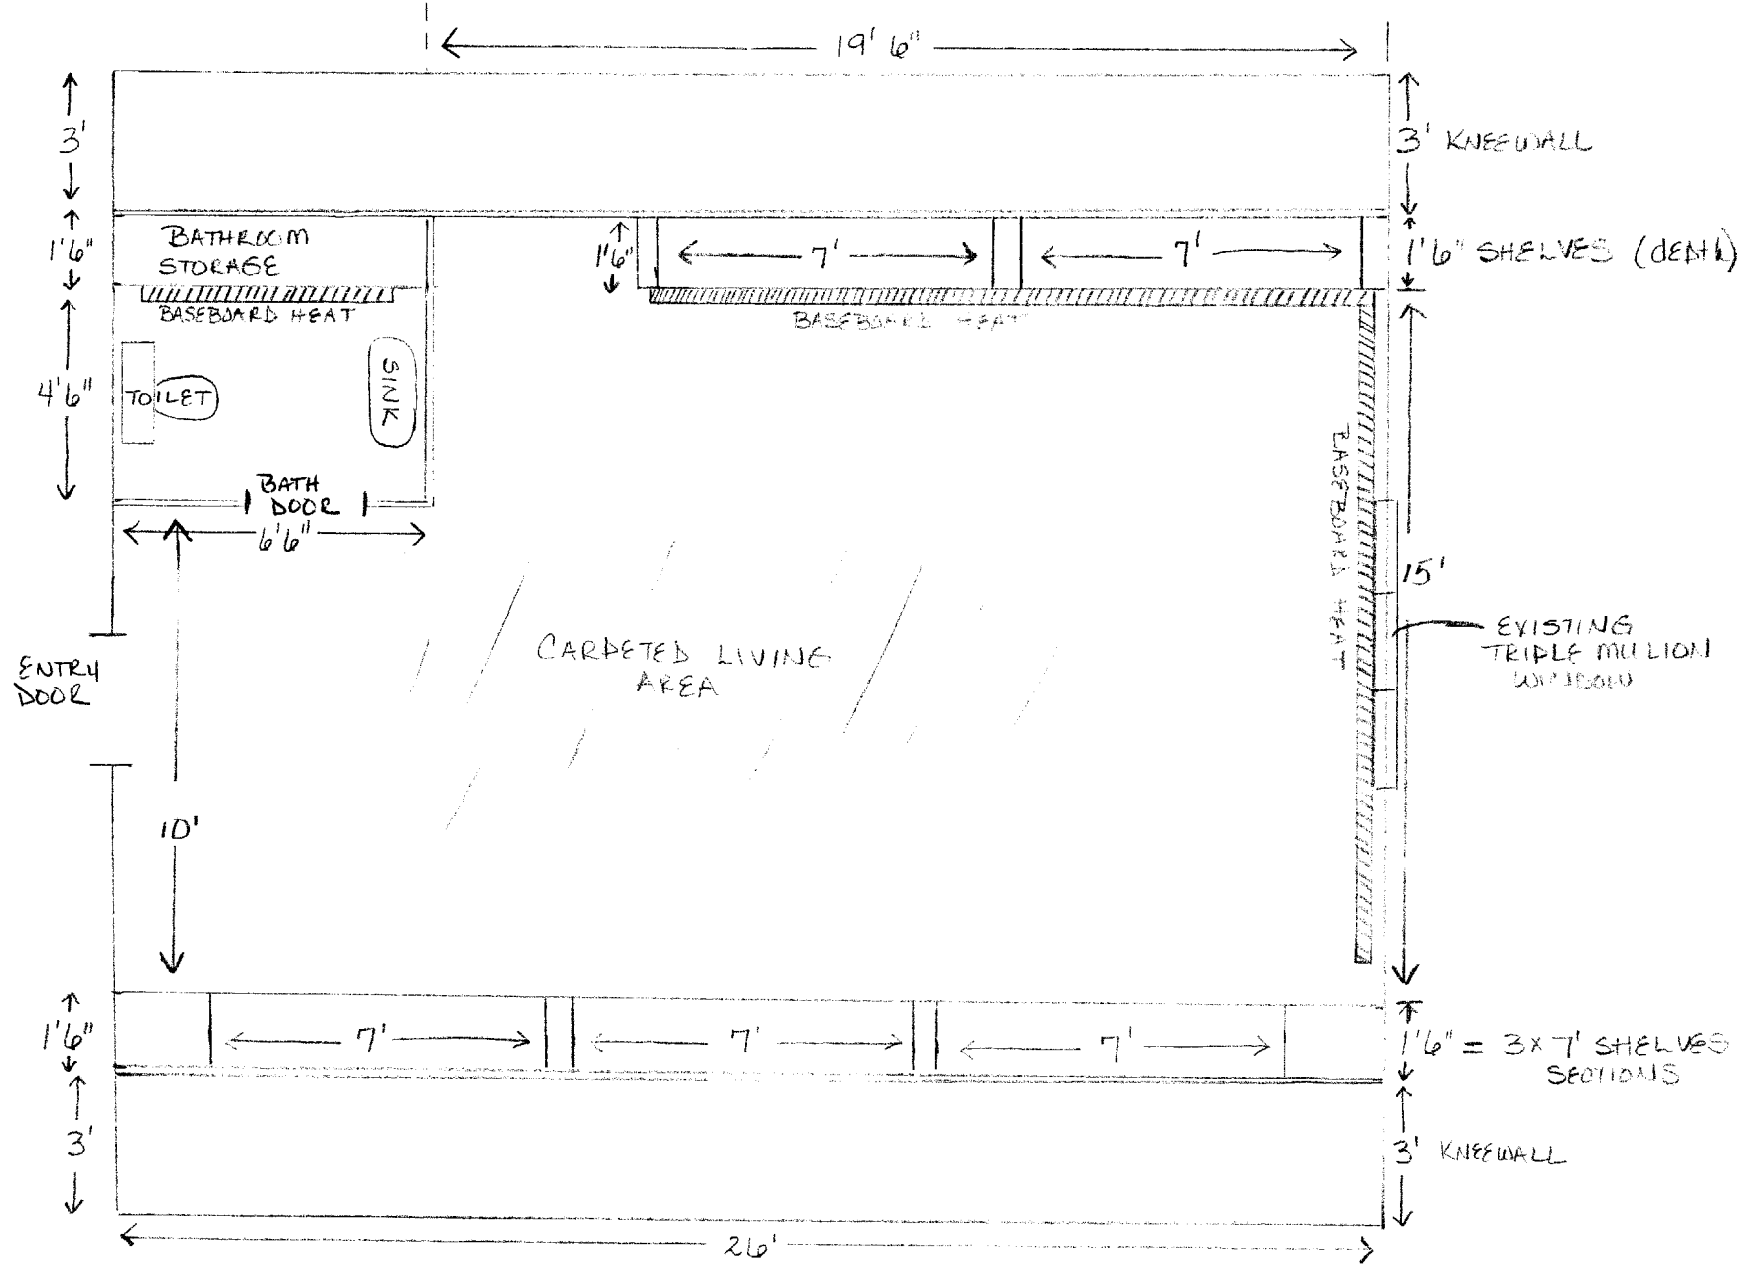 19' 6"
3'
3' KNEEWALL
1'6"
BATHROOM
STORAGE
1'6"
7'
7'
1'6" SHELVES (dEPth)
BASEBOARD HEAT
BASEBOARD HEAT
4'6"
TOILET
SINK
BATH
DOOR
6'6"
BASEBOARD HEAT
15'
ENTRY
DOOR
CARPETED LIVING
AREA
EXISTING
TRIPLE MULLION
WINDOW
10'
1'6"
7'
7'
7'
1'6" = 3x7' SHELVES
SECTIONS
3'
3' KNEEWALL
26'